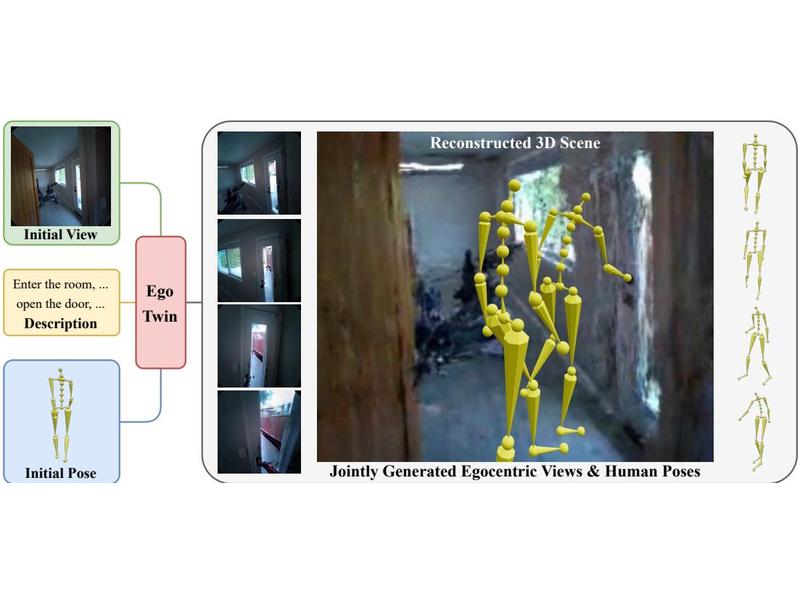 Initial View
Enter the room, ...
open the door, ...
Description
Initial Pose
Ego
Twin
Reconstructed 3D Scene
Jointly Generated Egocentric Views & Human Poses